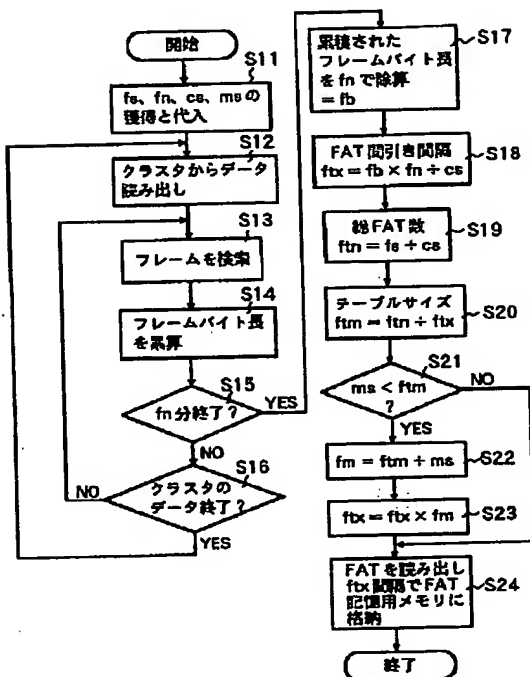 開始
S11
fs、fn、cs、msの
獲得と代入
S12
クラスタからデータ
読み出し
S13
フレームを検索
S14
フレームバイト長
を累算
S15
fn分終了？
YES
NO
S16
クラスタの
データ終了？
NO
YES
S17
累積された
フレームバイト長
をfnで除算
＝fb
FAT間引き間隔
ftx＝fb×fn÷cs
S18
総FAT数
ftn＝fs÷cs
S19
テーブルサイズ
ftm＝ftn÷ftx
S20
S21
ms＜ftm
？
NO
YES
fm＝ftm÷ms
S22
ftx＝ftx×fm
S23
FATを読み出し
ftx間隔でFAT
記憶用メモリに
格納
S24
終了